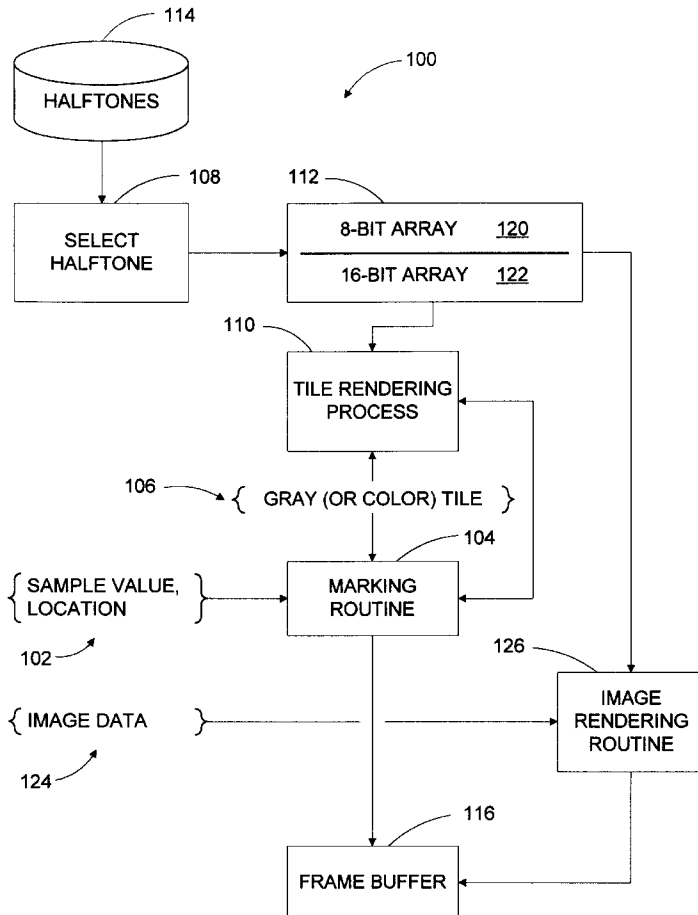 114
100
HALFTONES
108
112
SELECT
HALFTONE
8-BIT ARRAY 120
16-BIT ARRAY 122
110
TILE RENDERING
PROCESS
106
{ GRAY (OR COLOR) TILE }
104
{ SAMPLE VALUE,
LOCATION }
MARKING
ROUTINE
102
126
{ IMAGE DATA }
IMAGE
RENDERING
ROUTINE
124
116
FRAME BUFFER